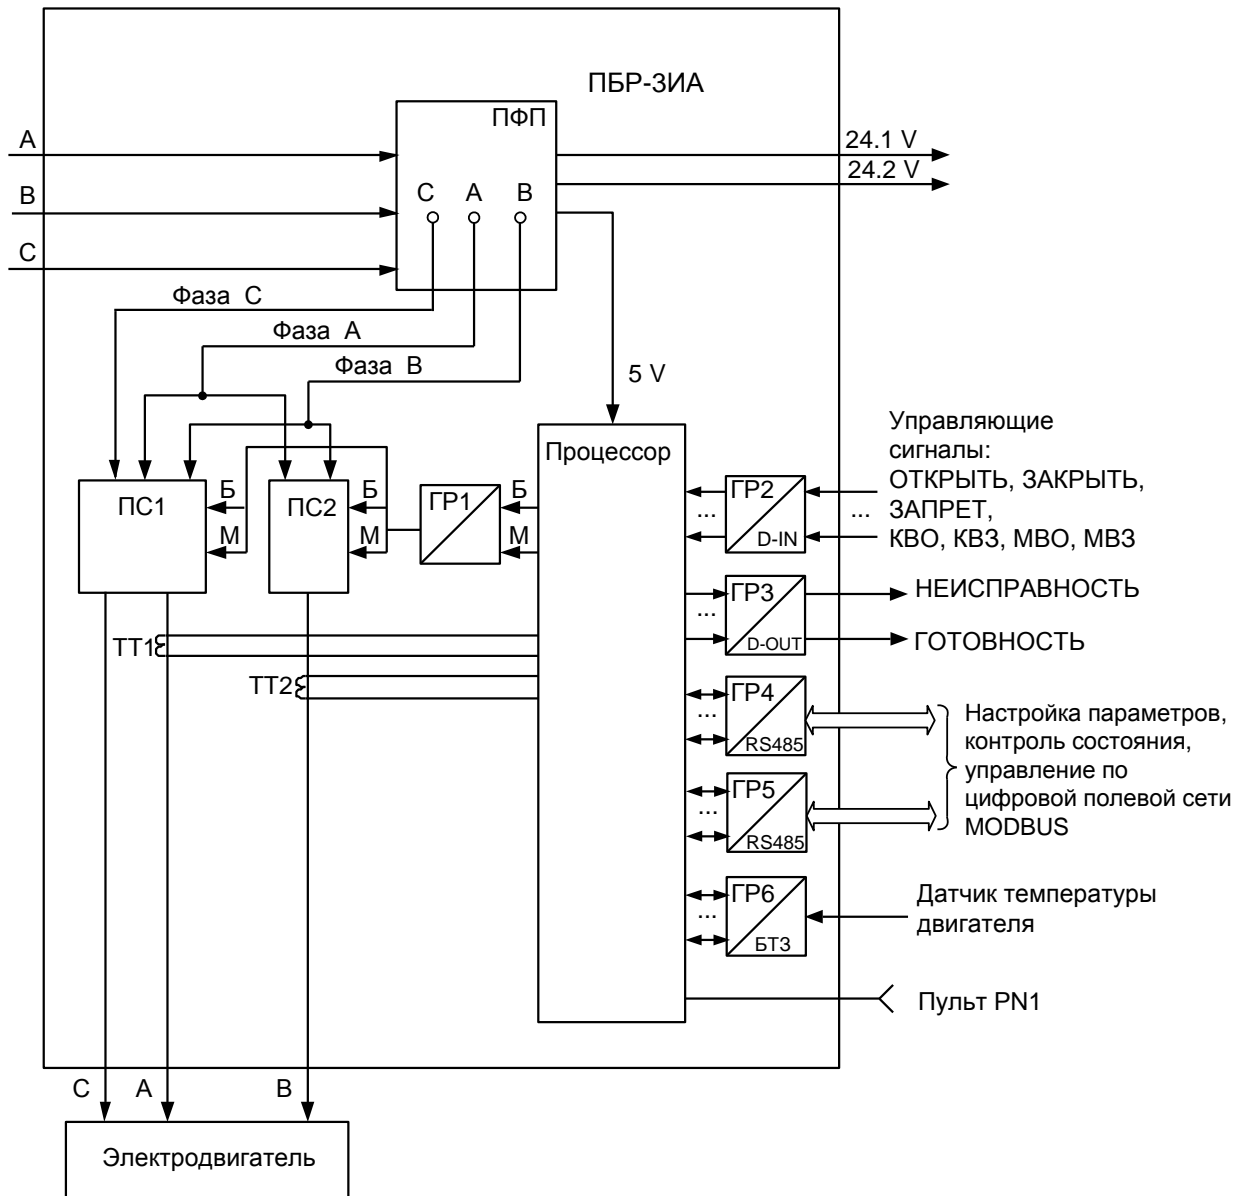 ПБР-3ИА
ПФП
A
24.1 V
24.2 V
B
C A B
C
Фаза C
Фаза A
Фаза B
5 V
Управляющие
сигналы:
ОТКРЫТЬ, ЗАКРЫТЬ,
ЗАПРЕТ,
КВО, КВЗ, МВО, МВЗ
Процессор
ПС1
Б
М
ПС2
Б
М
ГР1
Б
М
...
ГР2
D-IN
...
...
ГР3
D-OUT
НЕИСПРАВНОСТЬ
ГОТОВНОСТЬ
ТТ1
ТТ2
...
ГР4
RS485
...
ГР5
RS485
Настройка параметров,
контроль состояния,
управление по
цифровой полевой сети
MODBUS
...
ГР6
БТЗ
Датчик температуры
двигателя
Пульт PN1
C A B
Электродвигатель